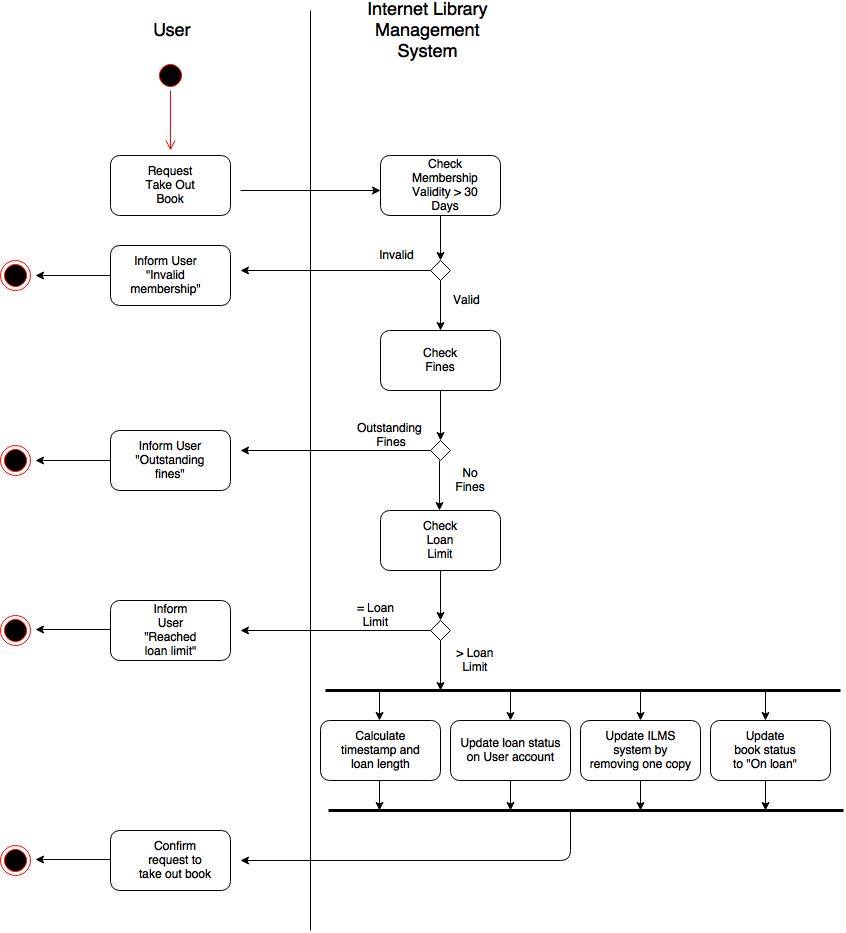 User
Internet Library
Management
System
Request
Take Out
Book
Check
Membership
Validity > 30
Days
Invalid
Inform User
"Invalid
membership"
Valid
Check
Fines
Outstanding
Fines
Inform User
"Outstanding
fines"
No
Fines
Check
Loan
Limit
= Loan
Limit
Inform
User
"Reached
loan limit"
> Loan
Limit
Calculate
timestamp and
loan length
Update loan status
on User account
Update ILMS
system by
removing one copy
Update
book status
to "On loan"
Confirm
request to
take out book